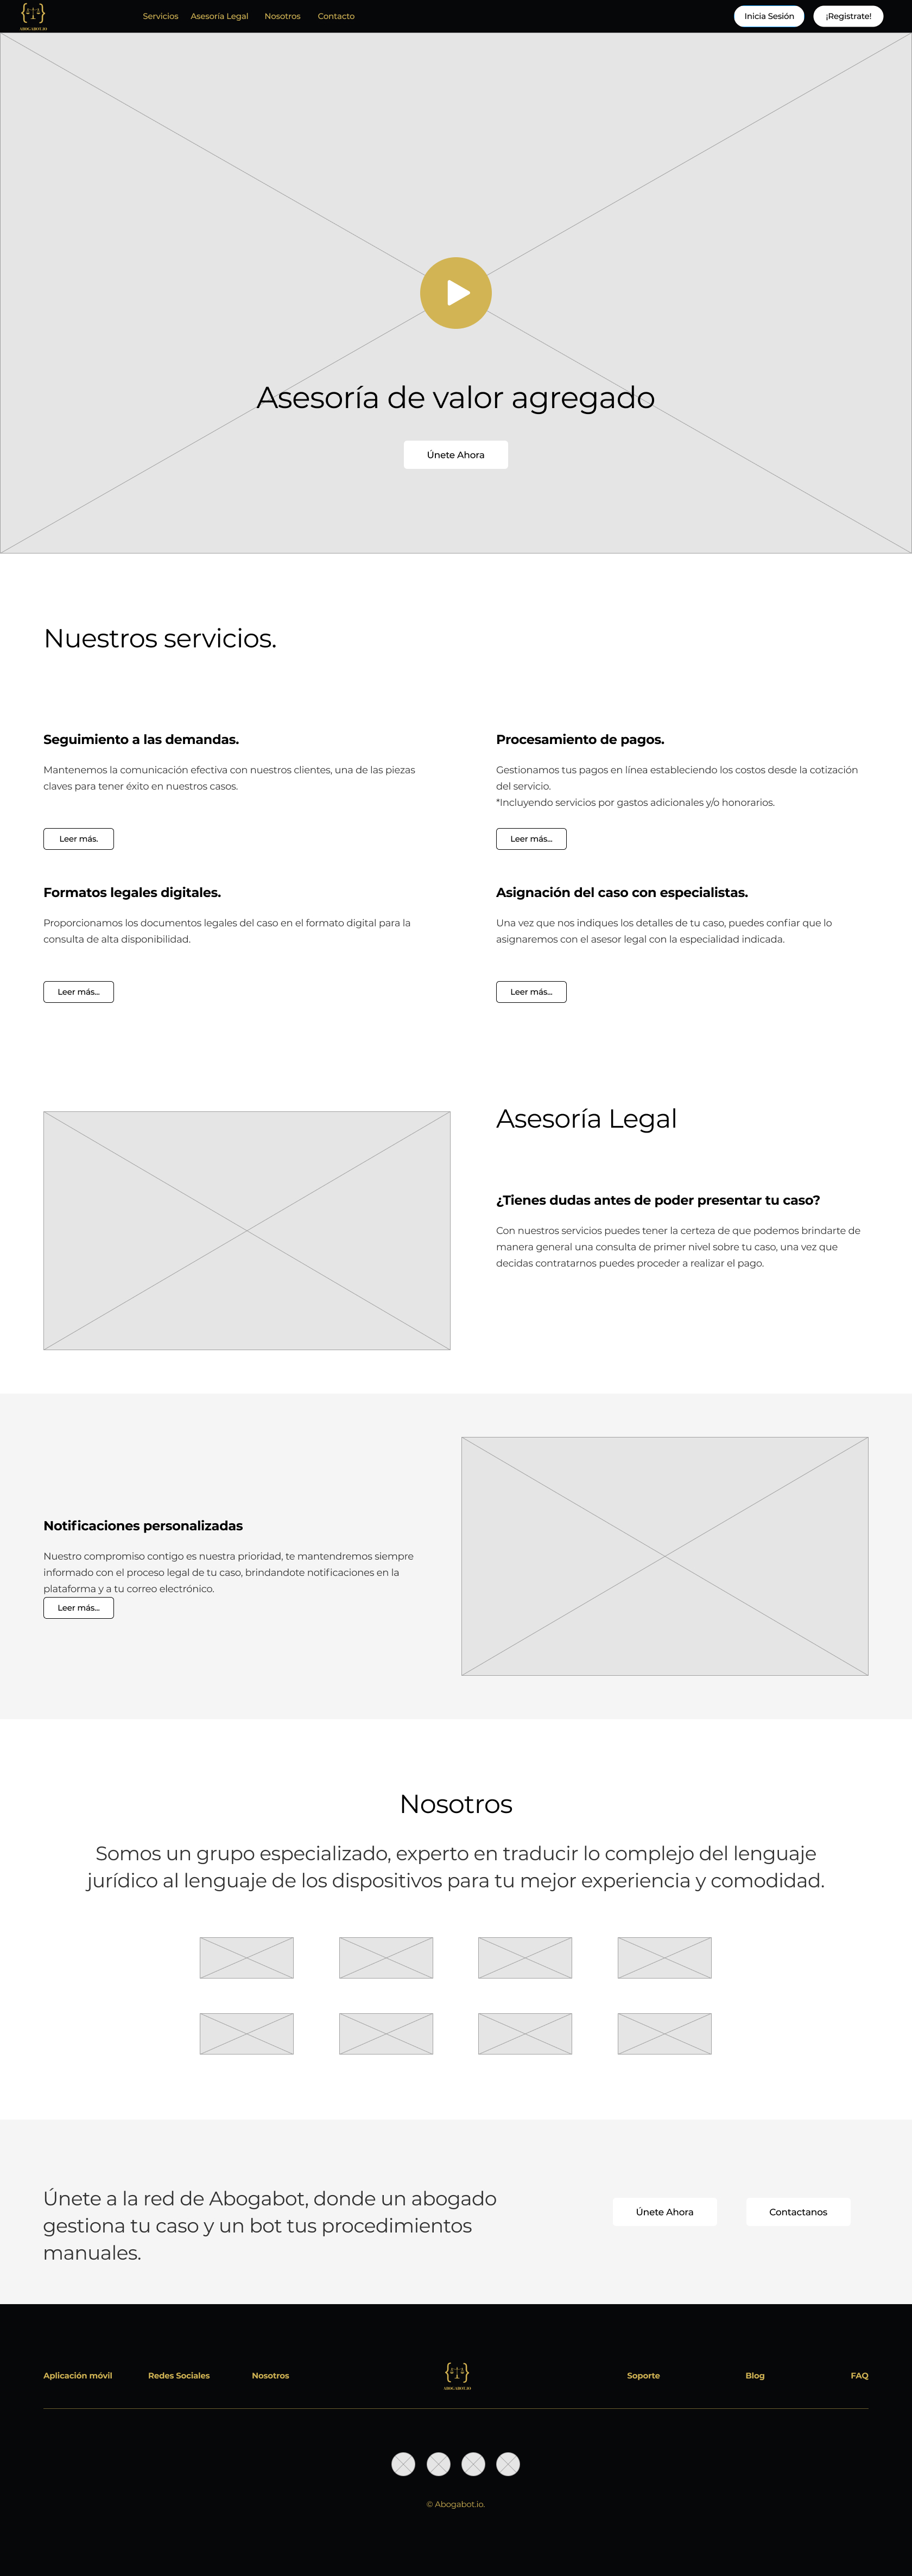 ABOGABOT.IO
Servicios
Asesoría Legal
Nosotros
Contacto
Inicia Sesión
¡Registrate!
Asesoría de valor agregado
Únete Ahora
Nuestros servicios.
Seguimiento a las demandas.
Mantenemos la comunicación efectiva con nuestros clientes, una de las piezas
claves para tener éxito en nuestros casos.
Leer más.
Procesamiento de pagos.
Gestionamos tus pagos en línea estableciendo los costos desde la cotización
del servicio.
*Incluyendo servicios por gastos adicionales y/o honorarios.
Leer más...
Formatos legales digitales.
Proporcionamos los documentos legales del caso en el formato digital para la
consulta de alta disponibilidad.
Leer más...
Asignación del caso con especialistas.
Una vez que nos indiques los detalles de tu caso, puedes confiar que lo
asignaremos con el asesor legal con la especialidad indicada.
Leer más...
Asesoría Legal
¿Tienes dudas antes de poder presentar tu caso?
Con nuestros servicios puedes tener la certeza de que podemos brindarte de
manera general una consulta de primer nivel sobre tu caso, una vez que
decidas contratarnos puedes proceder a realizar el pago.
Notificaciones personalizadas
Nuestro compromiso contigo es nuestra prioridad, te mantendremos siempre
informado con el proceso legal de tu caso, brindandote notificaciones en la
plataforma y a tu correo electrónico.
Leer más...
Nosotros
Somos un grupo especializado, experto en traducir lo complejo del lenguaje
jurídico al lenguaje de los dispositivos para tu mejor experiencia y comodidad.
Únete a la red de Abogabot, donde un abogado
gestiona tu caso y un bot tus procedimientos
manuales.
Únete Ahora
Contactanos
Aplicación móvil
Redes Sociales
Nosotros
ABOGABOT.IO
Soporte
Blog
FAQ
© Abogabot.io.